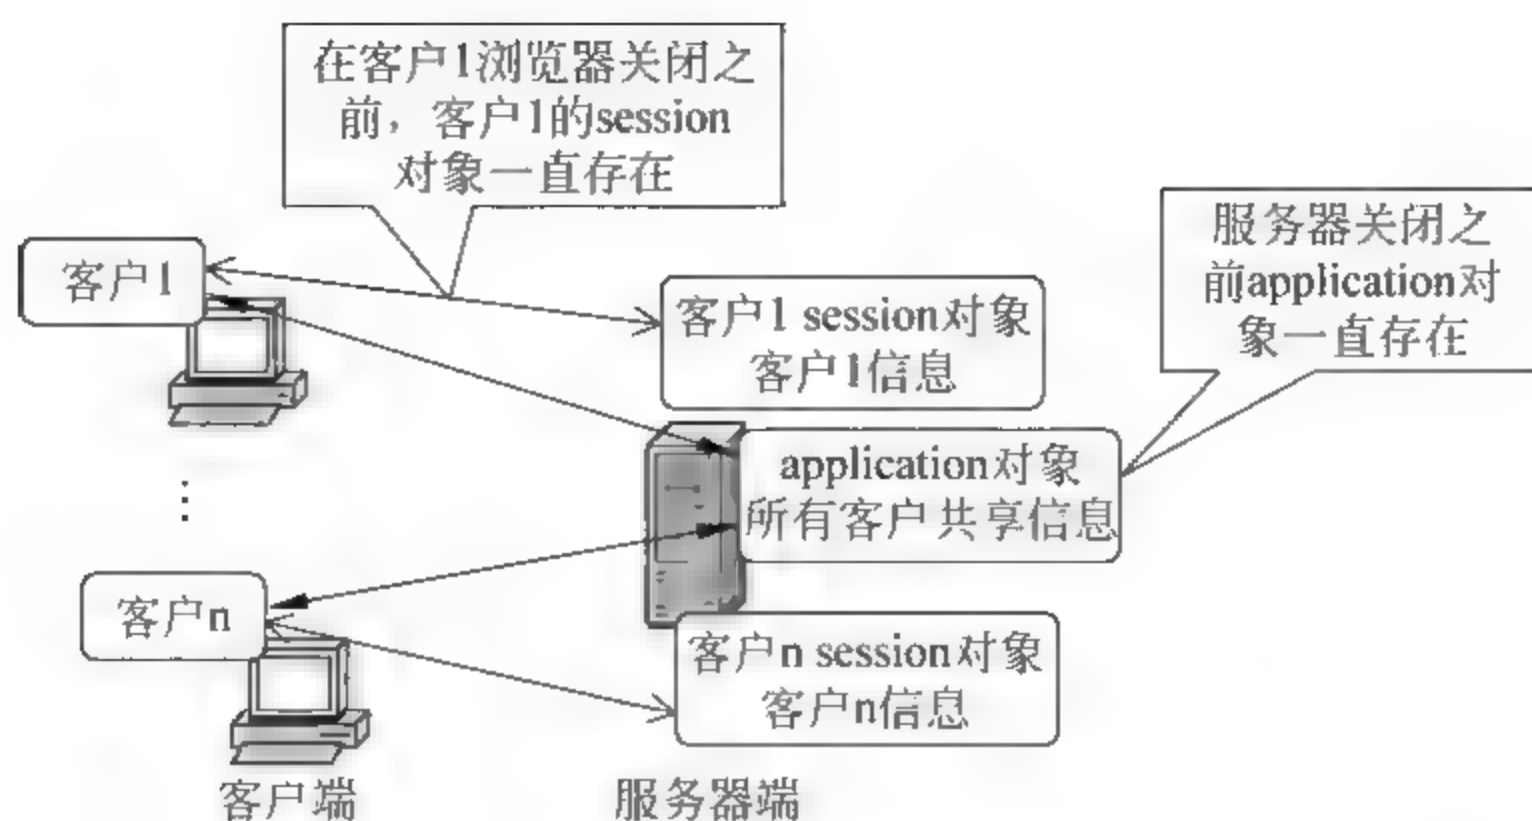 在客户1浏览器关闭之
前，客户1的session
对象一直存在
服务器关闭之
前application对
象一直存在
客户1
客户1 session对象
客户1信息
application对象
所有客户共享信息
⋮
客户n
客户n session对象
客户n信息
客户端
服务器端